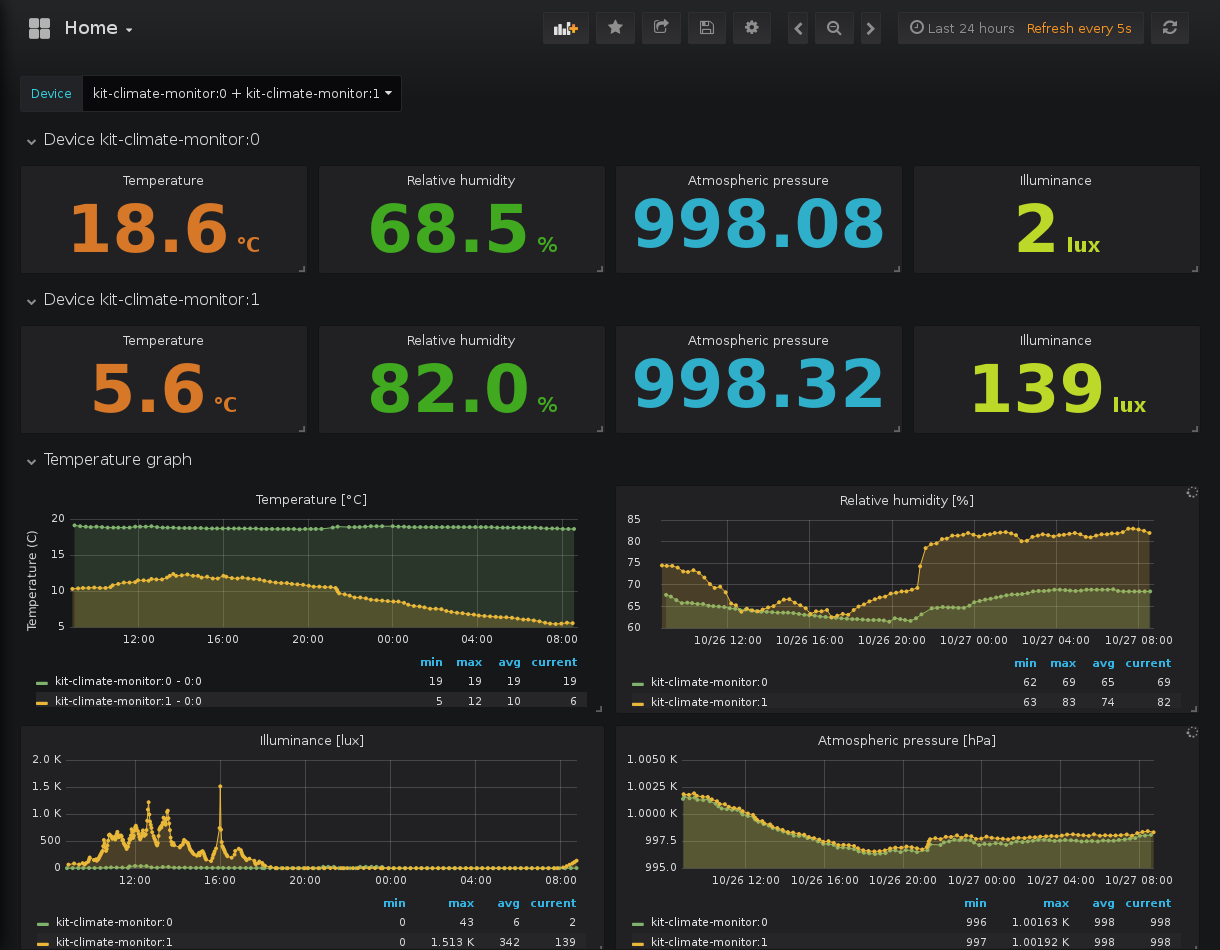 Home
Last 24 hours Refresh every 5s
Device kit-climate-monitor:0 + kit-climate-monitor:1
Device kit-climate-monitor:0
Temperature Relative humidity Atmospheric pressure Illuminance
18.6 °C 68.5 % 998.08 2 lux
Device kit-climate-monitor:1
Temperature Relative humidity Atmospheric pressure Illuminance
5.6 °C 82.0 % 998.32 139 lux
Temperature graph
Temperature [°C]
Temperature (C)
20
15
10
5
12:00 16:00 20:00 00:00 04:00 08:00
min max avg current
kit-climate-monitor:0 - 0:0 19 19 19 19
kit-climate-monitor:1 - 0:0 5 12 10 6
Relative humidity [%]
85
80
75
70
65
60
10/26 12:00 10/26 16:00 10/26 20:00 10/27 00:00 10/27 04:00 10/27 08:00
min max avg current
kit-climate-monitor:0 62 69 65 69
kit-climate-monitor:1 63 83 74 82
Illuminance [lux]
2.0 K
1.5 K
1.0 K
500
0
12:00 16:00 20:00 00:00 04:00 08:00
min max avg current
kit-climate-monitor:0 0 43 6 2
kit-climate-monitor:1 0 1.513 K 342 139
Atmospheric pressure [hPa]
1.0050 K
1.0025 K
1.0000 K
997.5
995.0
10/26 12:00 10/26 16:00 10/26 20:00 10/27 00:00 10/27 04:00 10/27 08:00
min max avg current
kit-climate-monitor:0 996 1.00163 K 998 998
kit-climate-monitor:1 997 1.00192 K 998 998